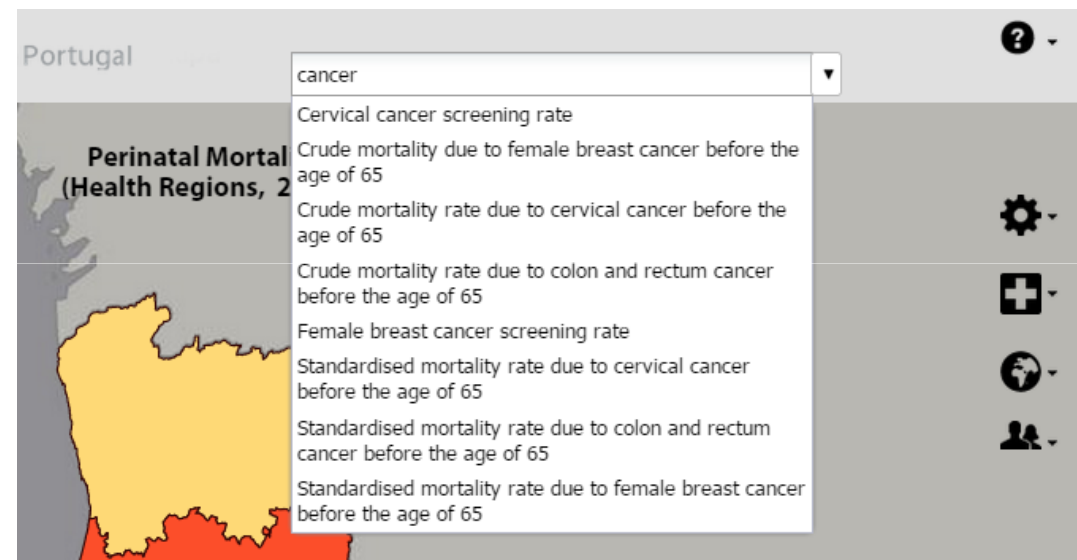 Portugal
cancer
Cervical cancer screening rate
Crude mortality due to female breast cancer before the
age of 65
Crude mortality rate due to cervical cancer before the
age of 65
Crude mortality rate due to colon and rectum cancer
before the age of 65
Female breast cancer screening rate
Standardised mortality rate due to cervical cancer
before the age of 65
Standardised mortality rate due to colon and rectum
cancer before the age of 65
Standardised mortality rate due to female breast cancer
before the age of 65
Perinatal Mortali
(Health Regions, 2